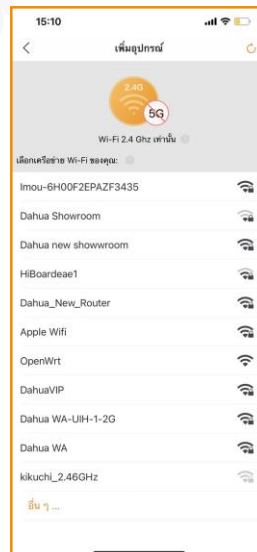 15:10
เพิ่มอุปกรณ์
2.4G
5G
Wi-Fi 2.4 Ghz เท่านั้น
เลือกเครือข่าย Wi-Fi ของคุณ:
Imou-6H00F2EPAZF3435
Dahua Showroom
Dahua new showwroom
HiBoardeae1
Dahua_New_Router
Apple Wifi
OpenWrt
DahuaVIP
Dahua WA-UIH-1-2G
Dahua WA
kikuchi_2.46GHz
อื่น ๆ ...